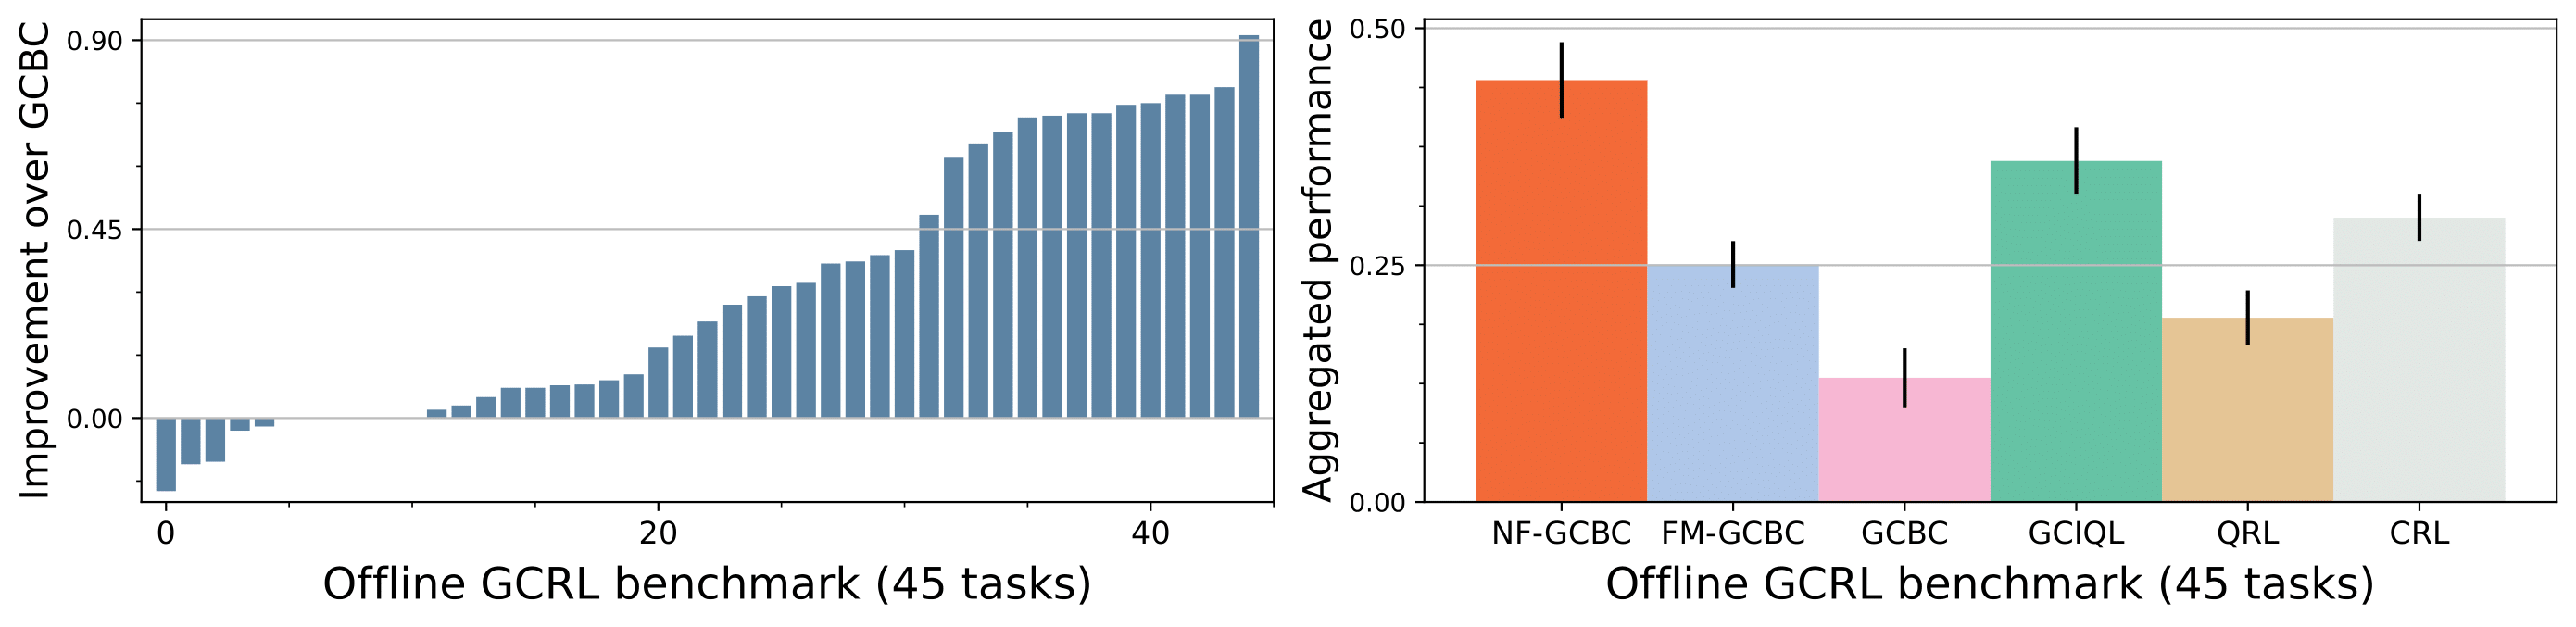 Improvement over GCBC
0.90
0.45
0.00
0 20 40
Offline GCRL benchmark (45 tasks)
Aggregated performance
0.50
0.25
0.00
NF-GCBC FM-GCBC GCBC GCIQL QRL CRL
Offline GCRL benchmark (45 tasks)